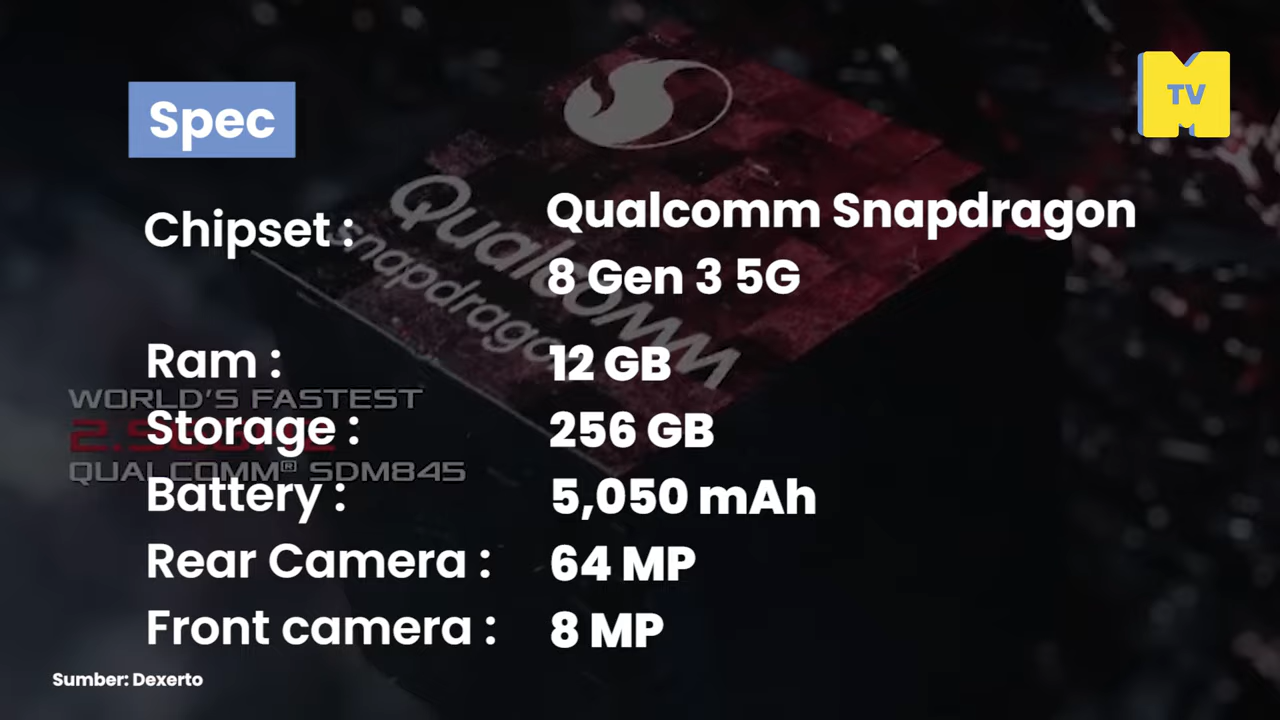 TV
Spec
Chipset : Qualcomm Snapdragon
8 Gen 3 5G
Qualcomm
snapdragon
Ram : 12 GB
WORLD'S FASTEST
Storage : 256 GB
QUALCOMM® SDM845
Battery : 5,050 mAh
Rear Camera : 64 MP
Front camera : 8 MP
Sumber: Dexerto